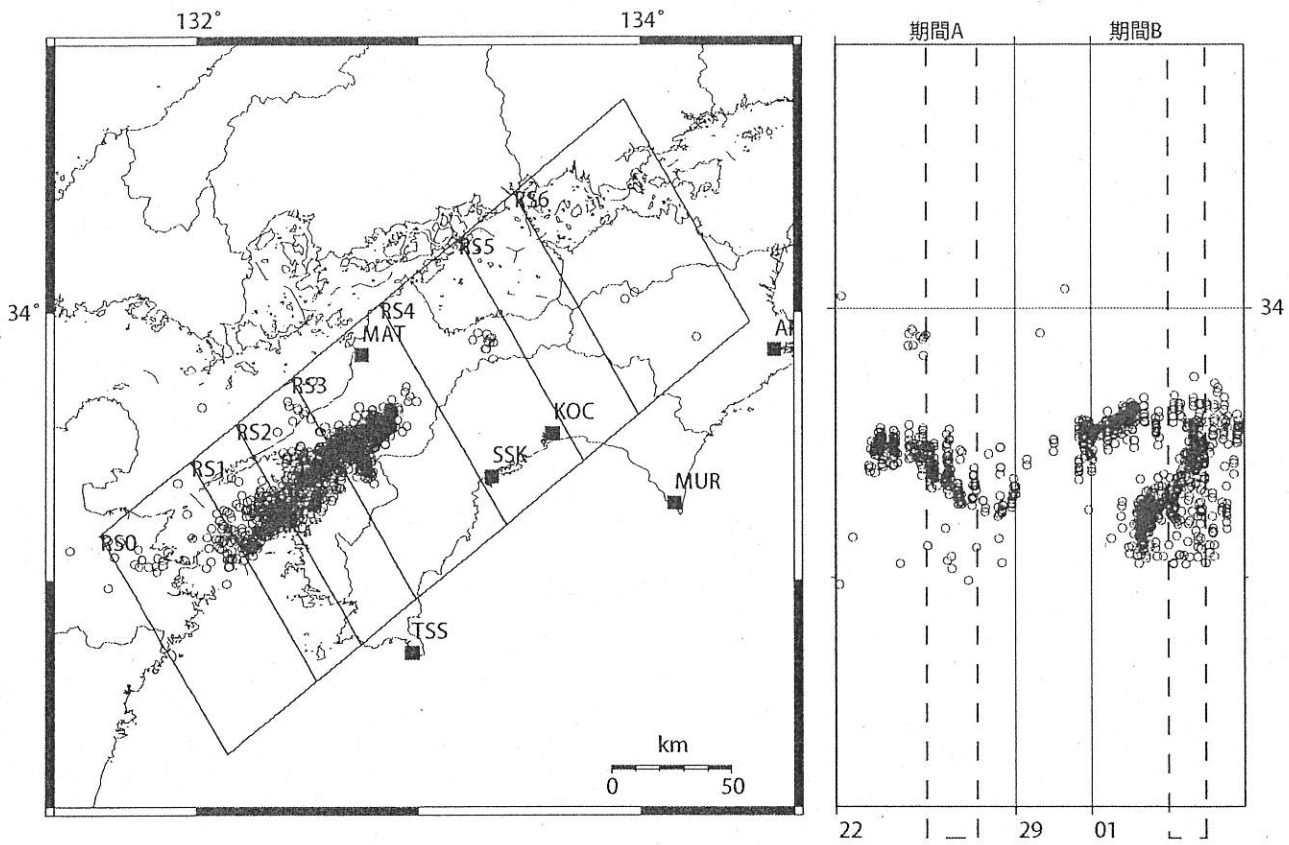 132°
134°
期間A
期間B
34°
34
RS6
RS5
RS4
MAT
RS3
RS2
RS1
RS0
KOC
SSK
MUR
TSS
km
0
50
22
29
01